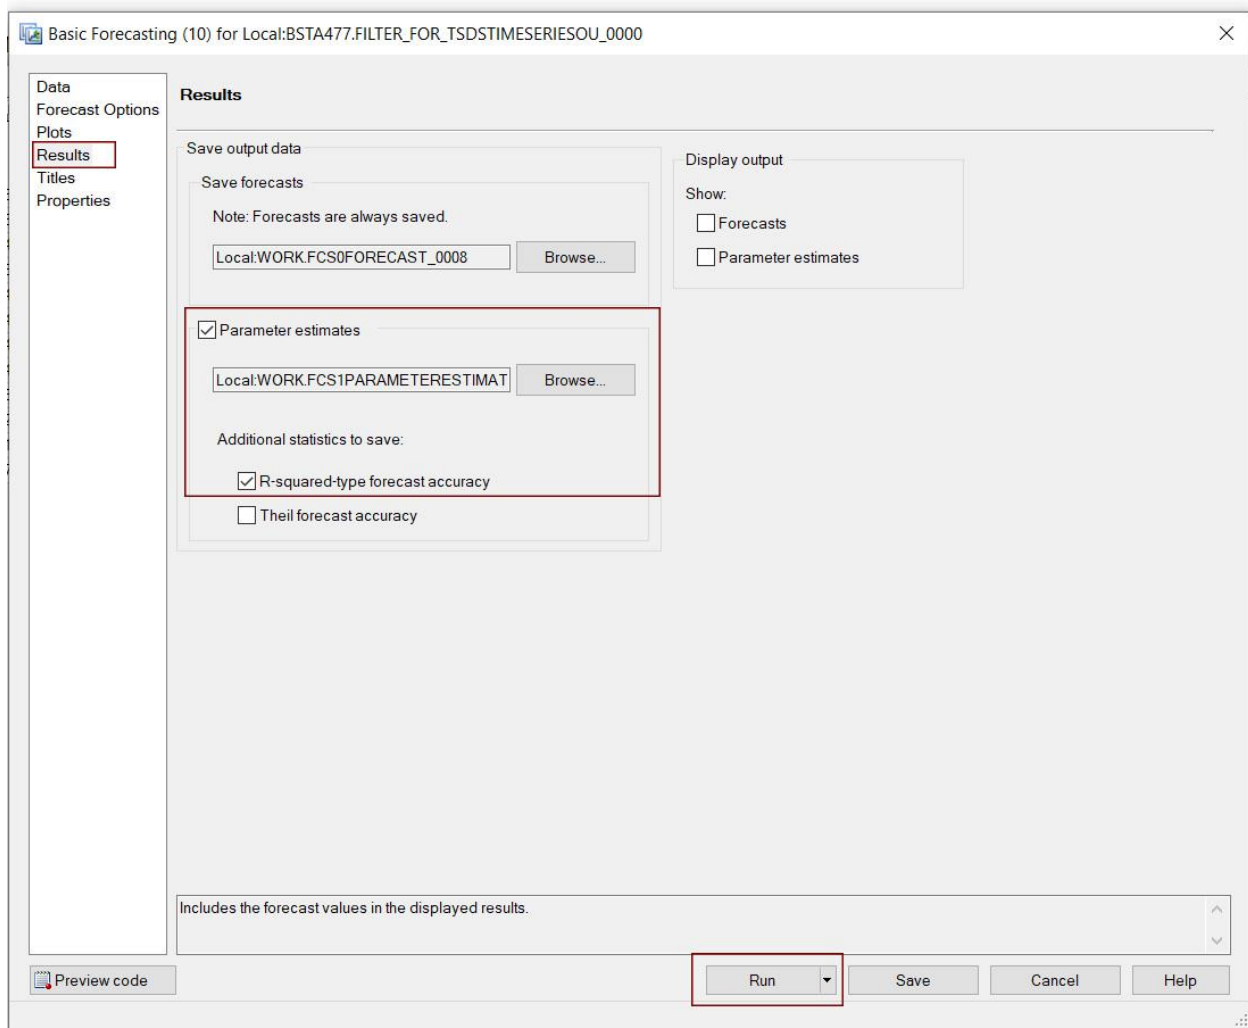 Basic Forecasting (10) for Local:BSTA477.FILTER_FOR_TSDSTIMESERIESOU_0000
Data
Forecast Options
Plots
Results
Titles
Properties
Results
Save output data
Save forecasts
Note: Forecasts are always saved.
Local:WORK.FCS0FORECAST_0008
Browse...
Parameter estimates
Local:WORK.FCS1PARAMETERESTIMAT
Browse...
Additional statistics to save:
R-squared-type forecast accuracy
Theil forecast accuracy
Display output
Show:
Forecasts
Parameter estimates
Includes the forecast values in the displayed results.
Preview code
Run
Save
Cancel
Help